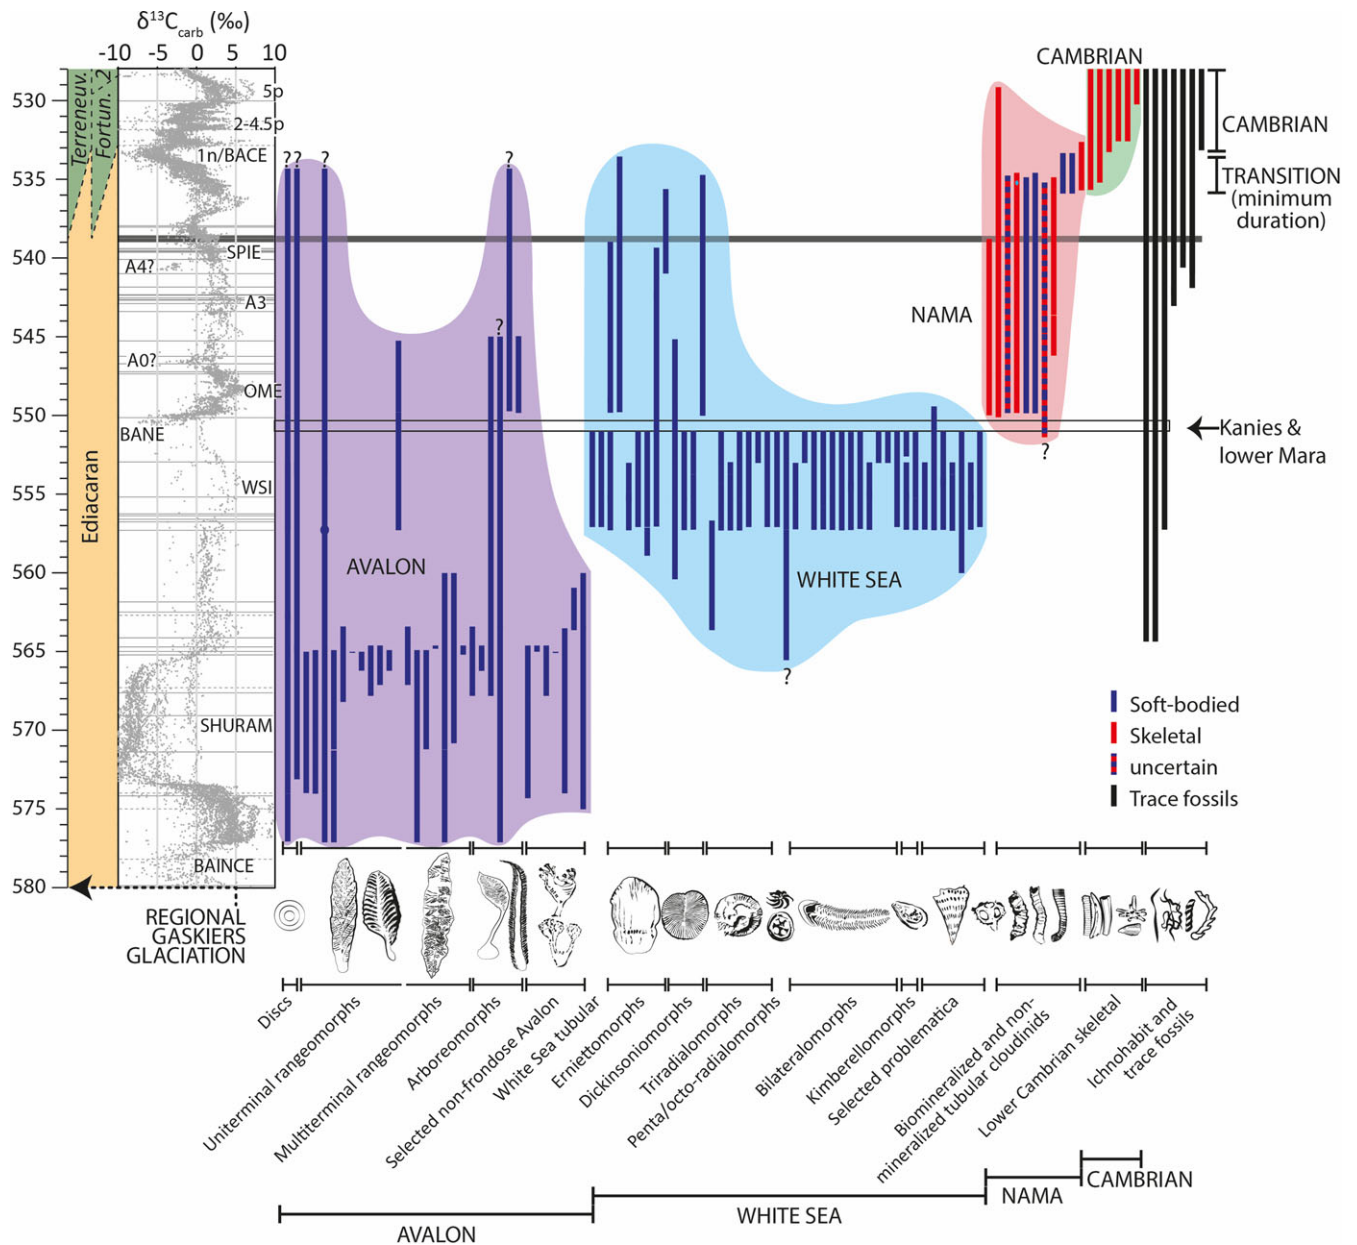 δ¹³C carb (‰)
-10 -5 0 5 10
530
535
540
545
550
555
560
565
570
575
580
Terreneuv.
Fortun. 2
Ediacaran
5p
2-4.5p
1n/BACE
SPIE
A4?
A3
A0?
OME
BANE
WSI
SHURAM
BAINCE
REGIONAL
GASKIERS
GLACIATION
? ?
?
?
?
AVALON
WHITE SEA
?
NAMA
?
CAMBRIAN
CAMBRIAN
TRANSITION
(minimum
duration)
Kanies &
lower Mara
Soft-bodied
Skeletal
uncertain
Trace fossils
Discs
Uniterminal rangeomorphs
Multiterminal rangeomorphs
Arboreomorphs
Selected non-frondose Avalon
White Sea tubular
Erniettomorphs
Dickinsoniomorphs
Triradialomorphs
Penta/octo-radialomorphs
Bilateralomorphs
Kimberellomorphs
Selected problematica
Biomineralized and non-
mineralized tubular cloudinids
Lower Cambrian skeletal
Ichnohabit and
trace fossils
AVALON
WHITE SEA
NAMA
CAMBRIAN